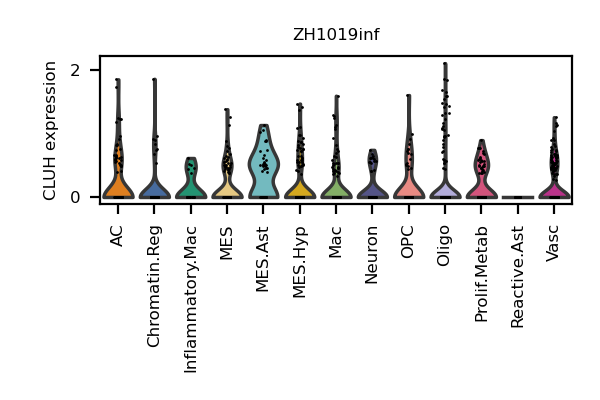 ZH1019inf
CLUH expression
2
0
AC
Chromatin.Reg
Inflammatory.Mac
MES
MES.Ast
MES.Hyp
Mac
Neuron
OPC
Oligo
Prolif.Metab
Reactive.Ast
Vasc